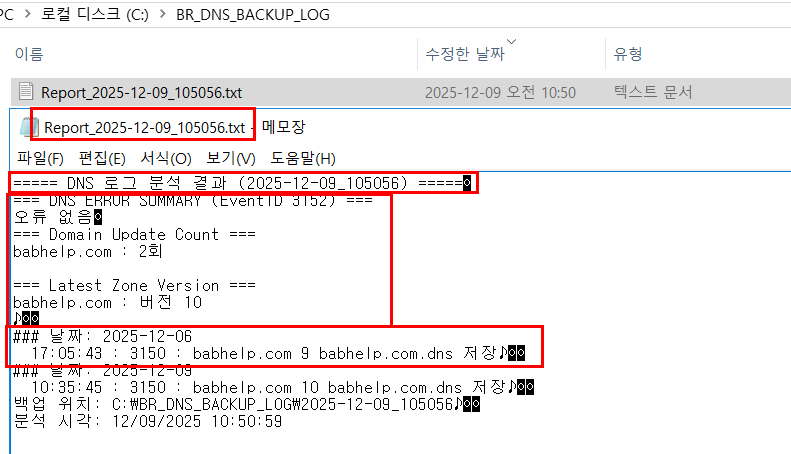 PC > 로컬 디스크 (C:) > BR_DNS_BACKUP_LOG
이름 수정한 날짜 유형
Report_2025-12-09_105056.txt 2025-12-09 오전 10:50 텍스트 문서
Report_2025-12-09_105056.txt - 메모장
파일(F) 편집(E) 서식(O) 보기(V) 도움말(H)
===== DNS 로그 분석 결과 (2025-12-09_105056) =====◙
=== DNS ERROR SUMMARY (EventID 3152) ===
오류 없음◙
=== Domain Update Count ===
babhelp.com : 2회
=== Latest Zone Version ===
babhelp.com : 버전 10
♪◙◙
### 날짜: 2025-12-06
17:05:43 : 3150 : babhelp.com 9 babhelp.com.dns 저장♪◙◙
### 날짜: 2025-12-09
10:35:45 : 3150 : babhelp.com 10 babhelp.com.dns 저장♪◙◙
백업 위치: C:\BR_DNS_BACKUP_LOG\2025-12-09_105056♪◙◙
분석 시각: 12/09/2025 10:50:59